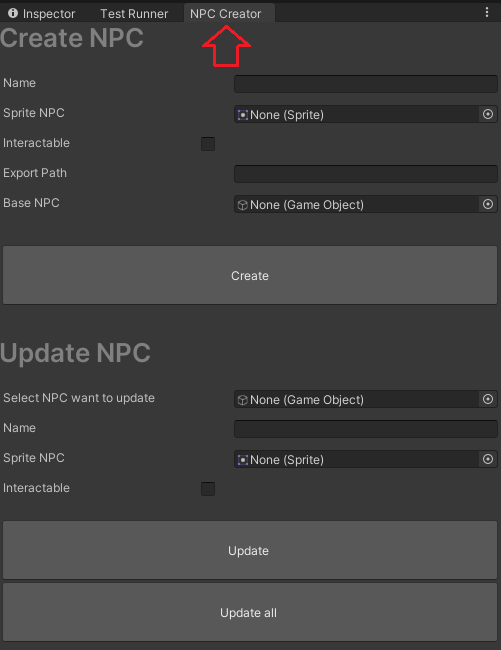 Inspector Test Runner NPC Creator
Create NPC
Name
Sprite NPC None (Sprite)
Interactable
Export Path
Base NPC None (Game Object)
Create
Update NPC
Select NPC want to update None (Game Object)
Name
Sprite NPC None (Sprite)
Interactable
Update
Update all